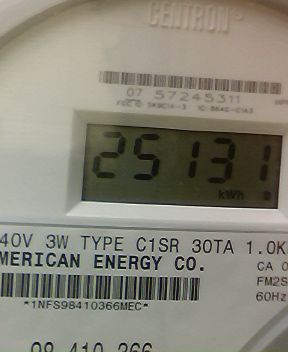 CENTRON
07 57245311
25131
kWh
40V 3W TYPE C1SR 30TA 1.0K
MERICAN ENERGY CO.
CA 0
FM2S
60Hz
*1NFS98410366MEC*
98 410 366